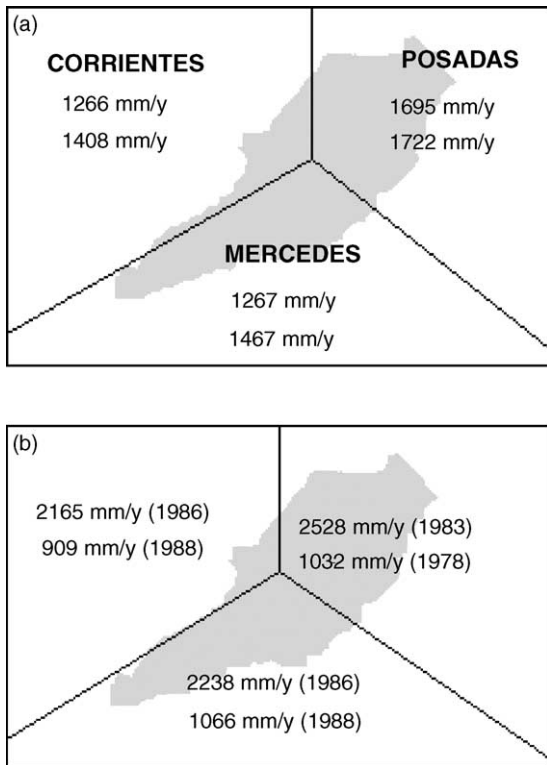 (a)
CORRIENTES
1266 mm/y
1408 mm/y
POSADAS
1695 mm/y
1722 mm/y
MERCEDES
1267 mm/y
1467 mm/y
(b)
2165 mm/y (1986)
909 mm/y (1988)
2528 mm/y (1983)
1032 mm/y (1978)
2238 mm/y (1986)
1066 mm/y (1988)